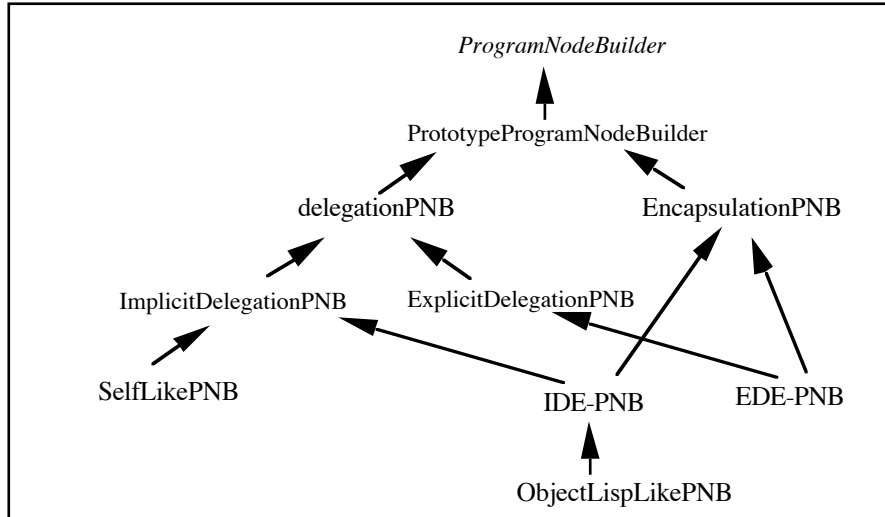 ProgramNodeBuilder
PrototypeProgramNodeBuilder
delegationPNB
EncapsulationPNB
ImplicitDelegationPNB
ExplicitDelegationPNB
SelfLikePNB
IDE-PNB
EDE-PNB
ObjectLispLikePNB